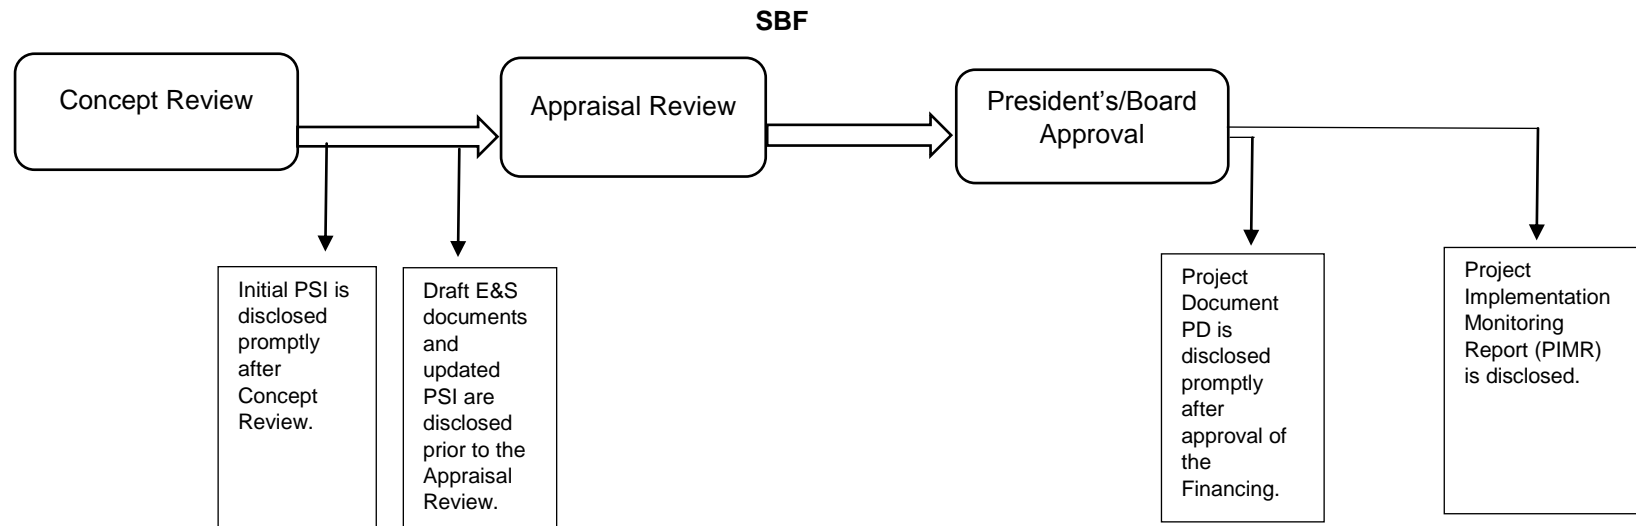 SBF
Concept Review
Appraisal Review
President’s/Board
Approval
Initial PSI is
disclosed
promptly
after
Concept
Review.
Draft E&S
documents
and
updated
PSI are
disclosed
prior to the
Appraisal
Review.
Project
Document
PD is
disclosed
promptly
after
approval of
the
Financing.
Project
Implementation
Monitoring
Report (PIMR)
is disclosed.